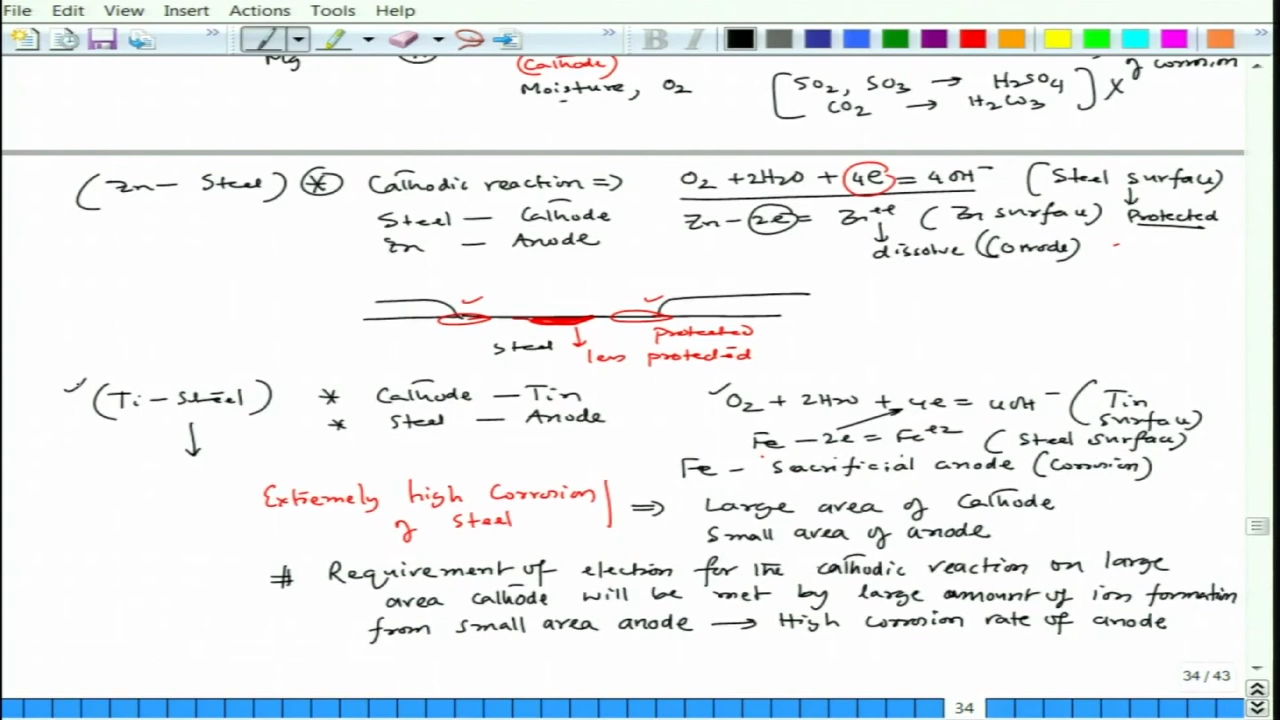 File Edit View Insert Actions Tools Help
B I
Mg
(Cathode)
Moisture, O2
[SO2, SO3 → H2SO4
CO2 → H2CO3] X
of corrosion
(Zn - Steel) * Cathodic reaction => O2 + 2H2O + 4e = 4OH- (Steel surface)
Steel - Cathode Zn - 2e = Zn++ (Zn surface) Protected
Zn - Anode dissolve (Corrode)
Steel less protected
protected
(Ti - Steel) * Cathode - Tin O2 + 2H2O + 4e = 4OH- (Tin surface)
* Steel - Anode Fe - 2e = Fe+2 (Steel surface)
Fe - Sacrificial anode (Corrosion)
Extremely high Corrosion of steel => Large area of Cathode
Small area of anode
# Requirement of election for the cathodic reaction on large
area cathode will be met by large amount of ion formation
from small area anode → High corrosion rate of anode
34 / 43
34